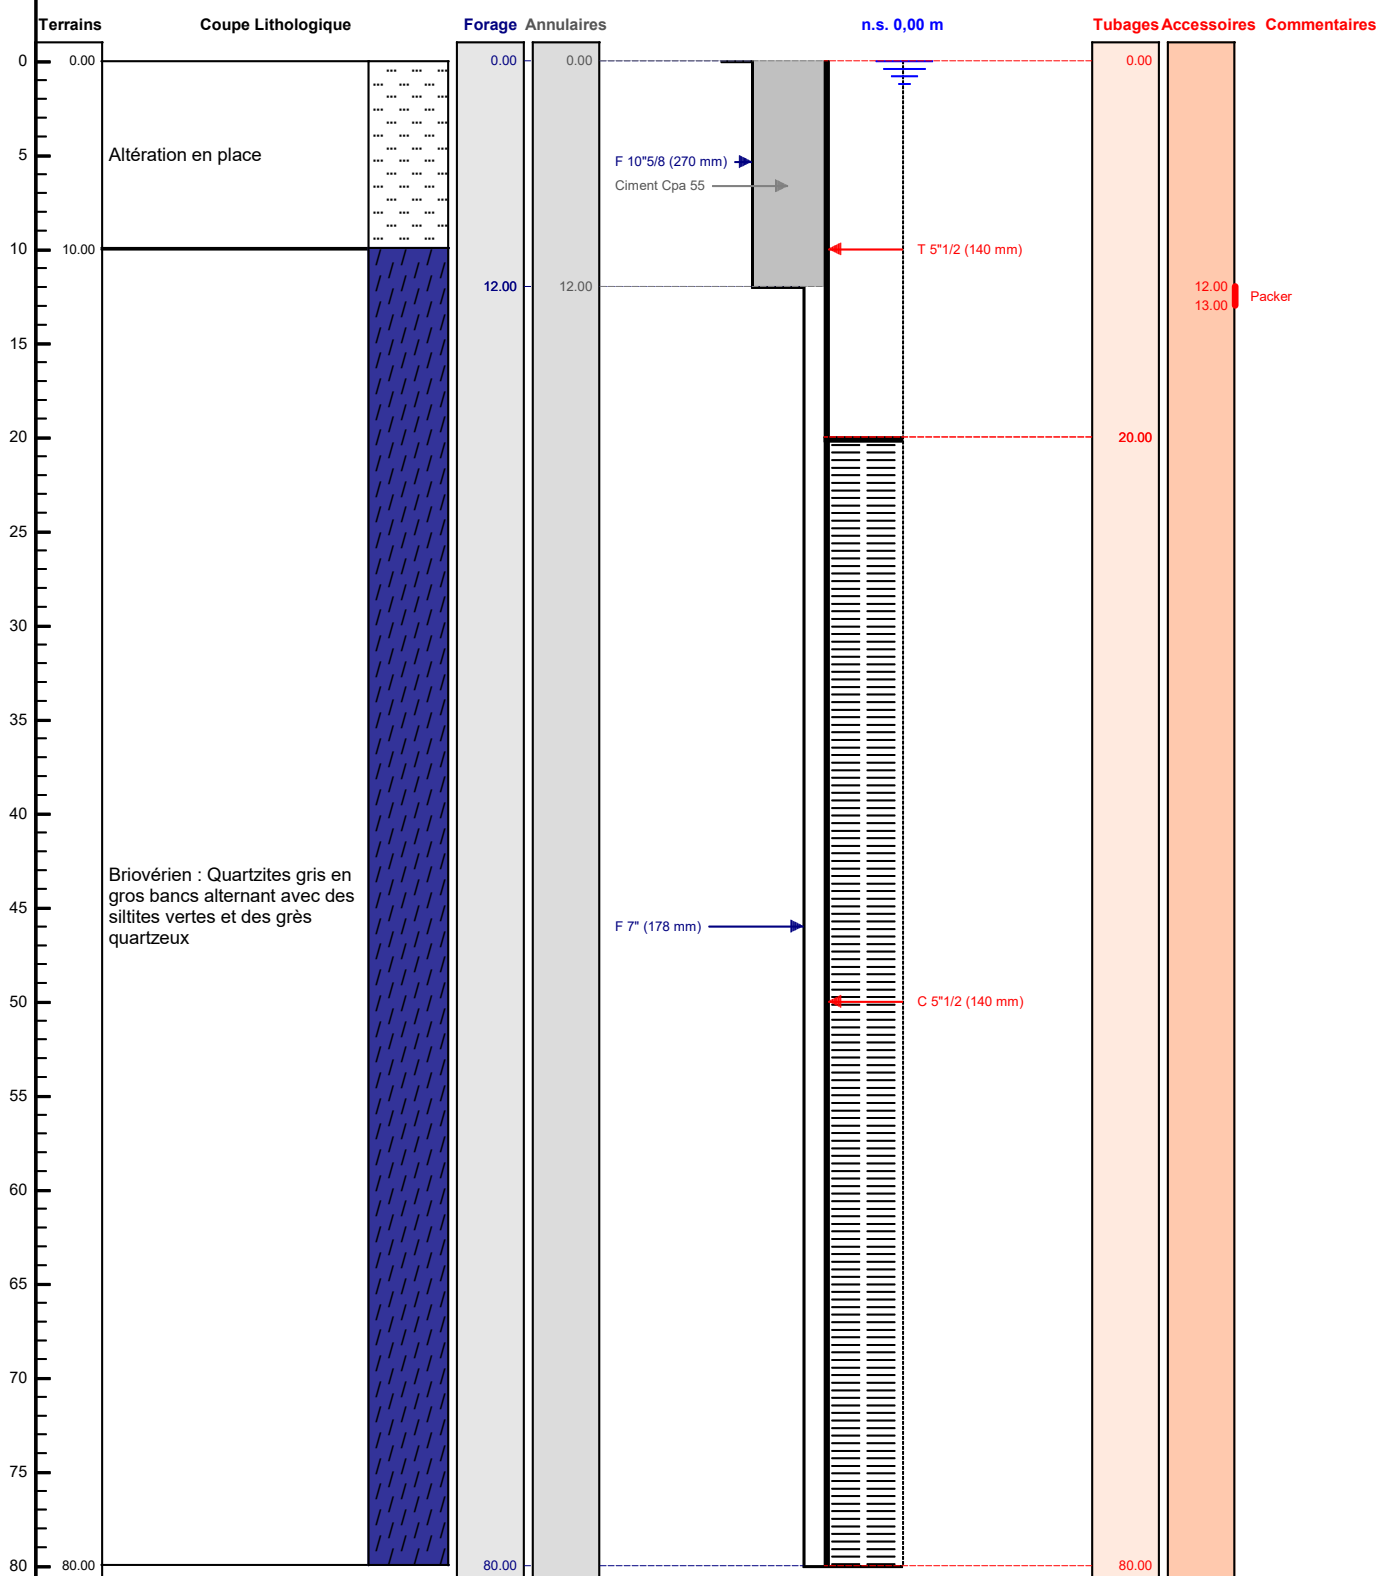 Terrains Coupe Lithologique Forage Annulaires n.s. 0,00 m Tubages Accessoires Commentaires
0 0.00 0.00 0.00 0.00
5 Altération en place
F 10"5/8 (270 mm)
Ciment Cpa 55
10 10.00 T 5"1/2 (140 mm)
12.00 12.00 12.00 Packer
13.00
15
20 20.00
25
30
35
40
Briovérien : Quartzites gris en
gros bancs alternant avec des
45 siltites vertes et des grès
quartzeux
F 7" (178 mm)
50 C 5"1/2 (140 mm)
55
60
65
70
75
80 80.00 80.00 80.00